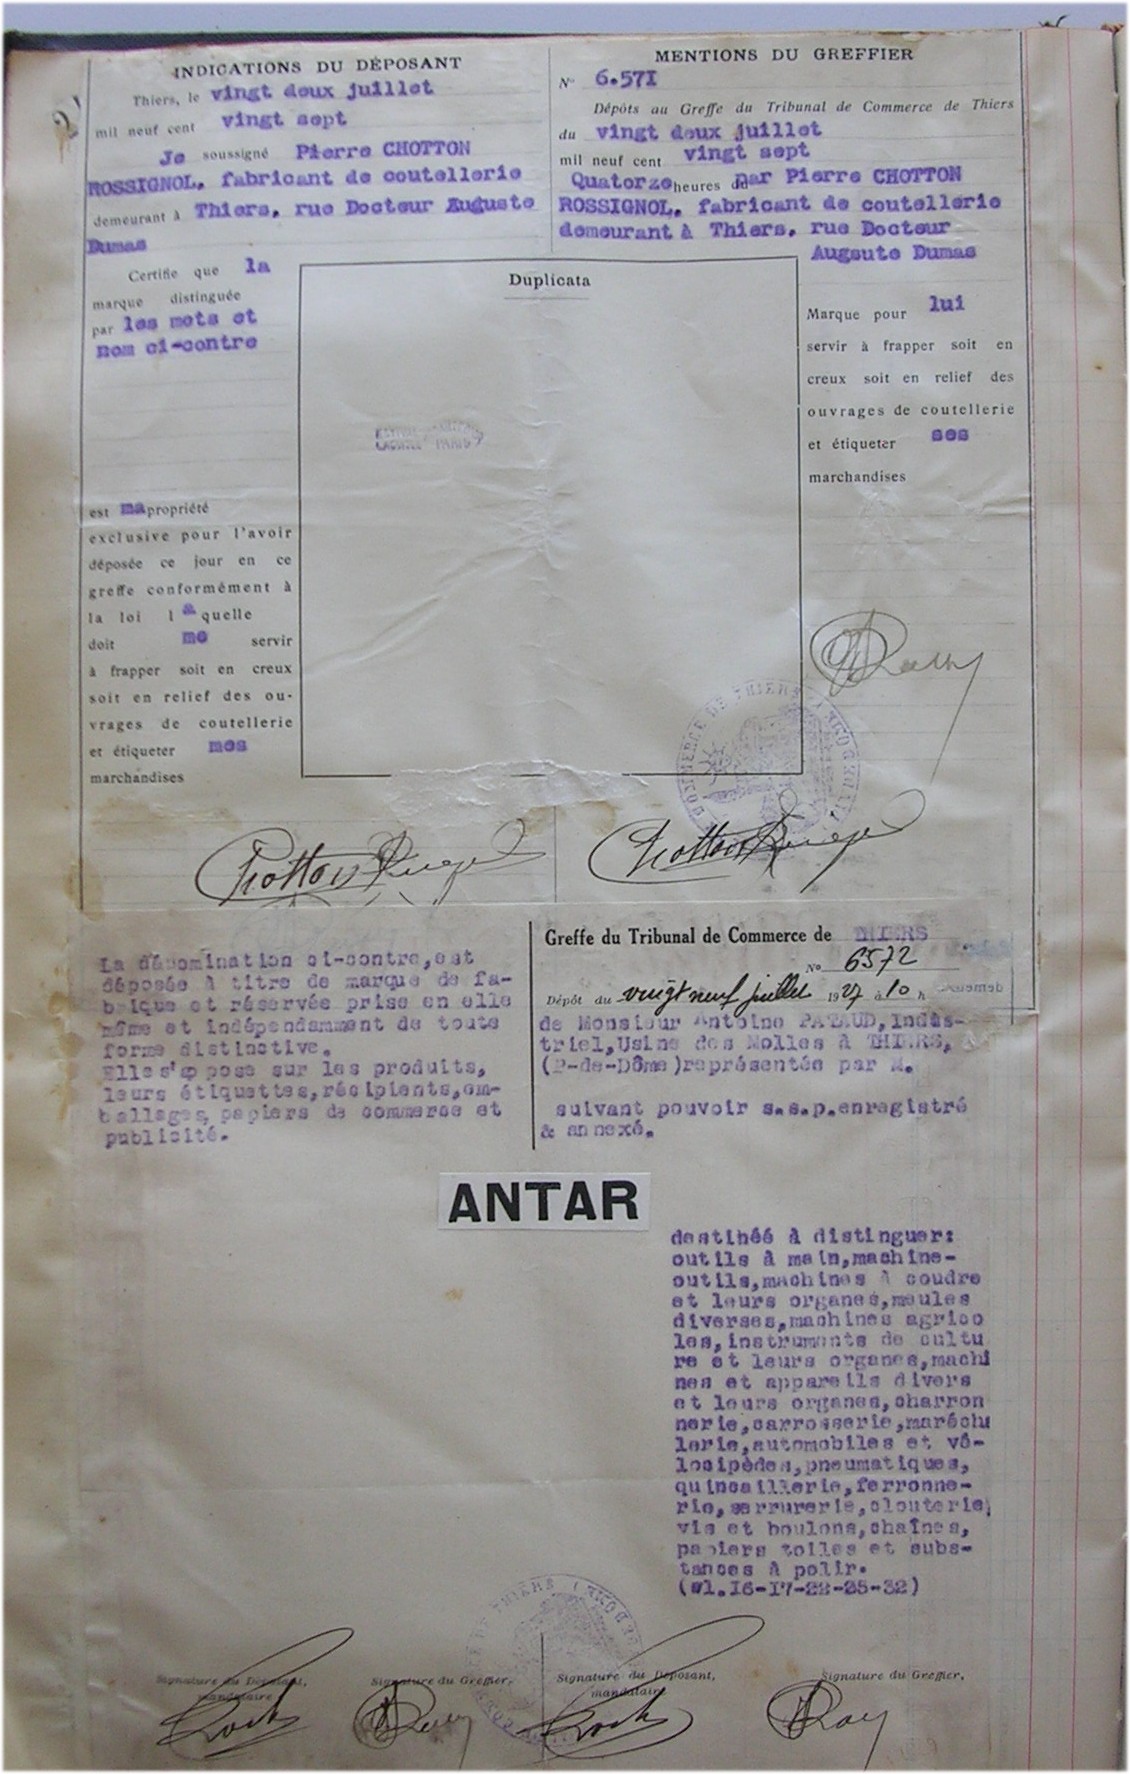 INDICATIONS DU DÉPOSANT
Thiers, le vingt deux juillet
mil neuf cent vingt sept
Je soussigné Pierre CHOTTON
ROSSIGNOL, fabricant de coutellerie
demeurant à Thiers, rue Docteur Auguste
Dumas
Certifie que la
marque distinguée
par les mots et
nom ci-contre
est ma propriété
exclusive pour l'avoir
déposée ce jour en ce
greffe conformément à
la loi laquelle
doit me servir
à frapper soit en creux
soit en relief des ou-
vrages de coutellerie
et étiqueter mes
marchandises
Duplicata
MENTIONS DU GREFFIER
N° 6.571
Dépôts au Greffe du Tribunal de Commerce de Thiers
du vingt deux juillet
mil neuf cent vingt sept
Quatorze heures par Pierre CHOTTON
ROSSIGNOL, fabricant de coutellerie
demeurant à Thiers, rue Docteur
Augsute Dumas
Marque pour lui
servir à frapper soit en
creux soit en relief des
ouvrages de coutellerie
et étiqueter ses
marchandises
La dénomination ci-contre,est
déposée à titre de marque de fa-
brique et réservée prise en elle
même et indépendamment de toute
forme distinctive.
Elle s'appose sur les produits,
leurs étiquettes,récipients,em-
ballages, papiers de commerce et
publicité.
Greffe du Tribunal de Commerce de THIERS
N° 6572
Dépôt du vingt neuf juillet 1927 à 10 h
de Monsieur Antoine PATAUD, Indus-
triel,Usine des Molles à THIERS,
(P-de-Dôme)représentée par M.
suivant pouvoir s.s.p.enregistré
& annexé.
ANTAR
destihéé à distinguer:
outils à main,machine-
outils,machines à coudre
et leurs organes,meules
diverses,machines agrico
les,instruments de cultu
re et leurs organes,machi
nes et appareils divers
et leurs organes,charron
nerie,carrosserie,maréchа
lerie,automobiles et vé-
locipèdes,pneumatiques,
quincaillerie,ferronne-
rie,serrurerie,clouterie,
vis et boulons,chaînes,
papiers toiles et subs-
tances à polir.
16-17-22-25-32)
Signature du Déposant,
mandataire
Signature du Greffier,
Signature du Déposant,
mandataire
Signature du Greffier,